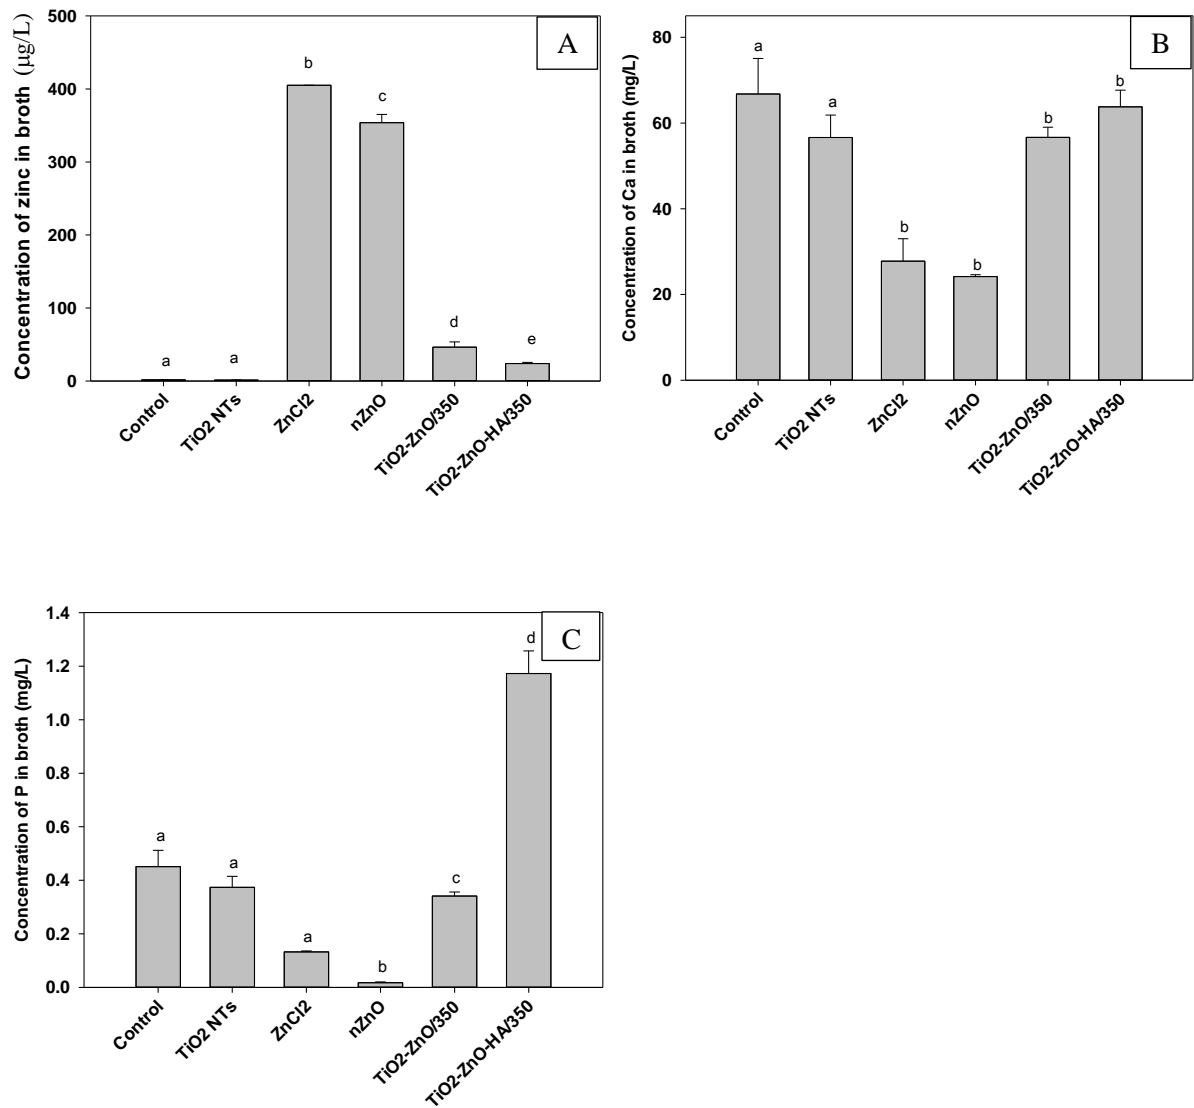 A
Concentration of zinc in broth (µg/L)
500
400
300
200
100
0
a
a
b
c
d
e
Control
TiO2 NTs
ZnCl2
nZnO
TiO2-ZnO/350
TiO2-ZnO-HA/350
B
Concentration of Ca in broth (mg/L)
80
60
40
20
0
a
a
b
b
b
b
Control
TiO2 NTs
ZnCl2
nZnO
TiO2-ZnO/350
TiO2-ZnO-HA/350
C
Concentration of P in broth (mg/L)
1.4
1.2
1.0
0.8
0.6
0.4
0.2
0.0
a
a
a
b
c
d
Control
TiO2 NTs
ZnCl2
nZnO
TiO2-ZnO/350
TiO2-ZnO-HA/350